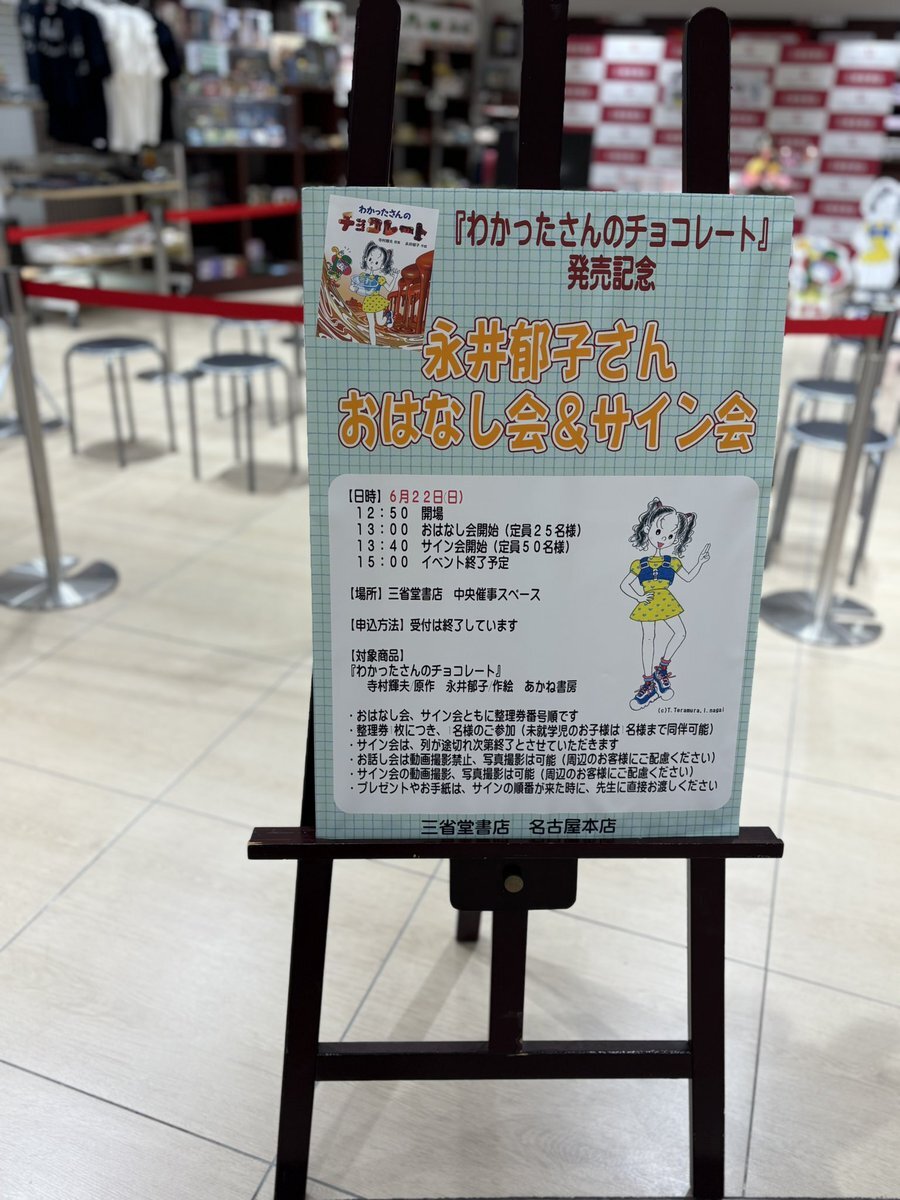 わかったさんの
チョコレート
『わかったさんのチョコレート』
発売記念
永井郁子さん
おはなし会&サイン会
【日時】6月22日(日)
12:50 開場
13:00 おはなし会開始(定員25名様)
13:40 サイン会開始(定員50名様)
15:00 イベント終了予定
【場所】三省堂書店 中央催事スペース
【申込方法】受付は終了しています
【対象商品】
『わかったさんのチョコレート』
寺村輝夫/原作 永井郁子/作絵 あかね書房
(c)T.Teramura.I.nagai
・おはなし会、サイン会ともに整理券番号順です
・整理券1枚につき、1名様のご参加(未就学児のお子様は1名様まで同伴可能)
・サイン会は、列が途切れ次第終了とさせていただきます
・お話し会は動画撮影禁止、写真撮影は可能(周辺のお客様にご配慮ください)
・サイン会の動画撮影、写真撮影は可能(周辺のお客様にご配慮ください)
・プレゼントやお手紙は、サインの順番が来た時に、先生に直接お渡しください
三省堂書店 名古屋本店